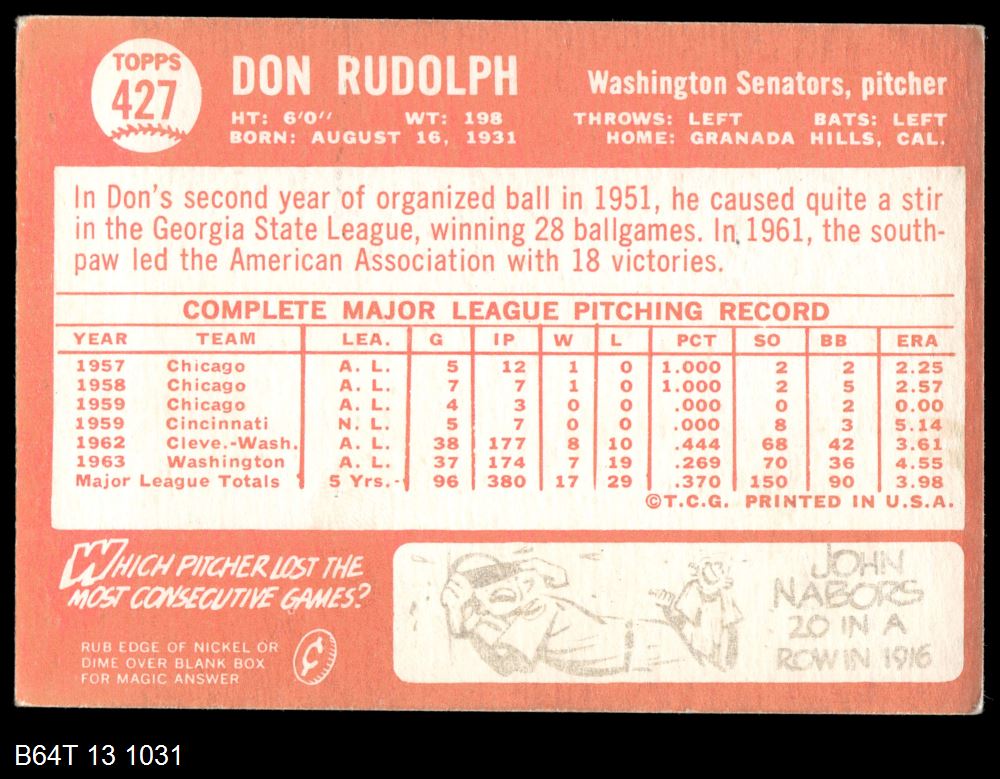 TOPPS
427
DON RUDOLPH
Washington Senators, pitcher
HT: 6'0" WT: 198 THROWS: LEFT BATS: LEFT
BORN: AUGUST 16, 1931 HOME: GRANADA HILLS, CAL.
In Don's second year of organized ball in 1951, he caused quite a stir
in the Georgia State League, winning 28 ballgames. In 1961, the south-
paw led the American Association with 18 victories.
COMPLETE MAJOR LEAGUE PITCHING RECORD
YEAR TEAM LEA. G IP W L PCT SO BB ERA
1957 Chicago A. L. 5 12 1 0 1.000 2 2 2.25
1958 Chicago A. L. 7 7 1 0 1.000 2 5 2.57
1959 Chicago A. L. 4 3 0 0 .000 0 2 0.00
1959 Cincinnati N. L. 5 7 0 0 .000 8 3 5.14
1962 Cleve.-Wash. A. L. 38 177 8 10 .444 68 42 3.61
1963 Washington A. L. 37 174 7 19 .269 70 36 4.55
Major League Totals 5 Yrs. 96 380 17 29 .370 150 90 3.98
©T.C.G. PRINTED IN U.S.A.
WHICH PITCHER LOST THE
MOST CONSECUTIVE GAMES?
RUB EDGE OF NICKEL OR
DIME OVER BLANK BOX
FOR MAGIC ANSWER
¢
JOHN
NABORS
20 IN A
ROW IN 1916
B64T 13 1031